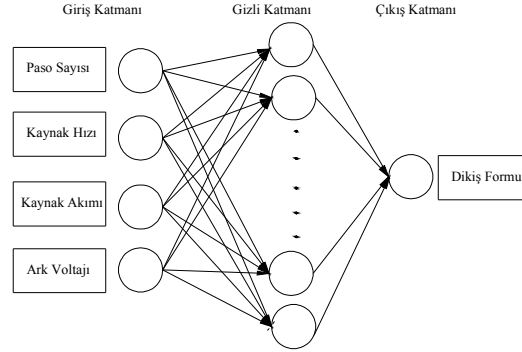 Giriş Katmanı
Gizli Katmanı
Çıkış Katmanı
Paso Sayısı
Kaynak Hızı
Kaynak Akımı
Ark Voltajı
Dikiş Formu